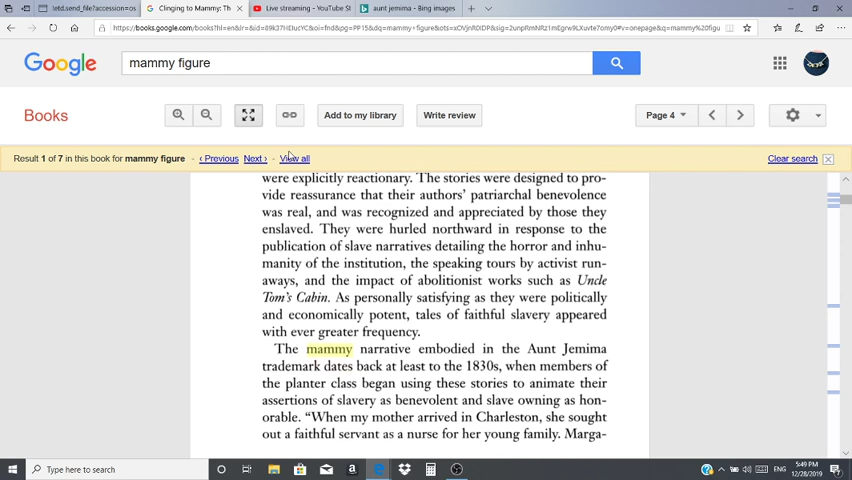 !etd.send_file?accession=os
Clinging to Mammy: Th
Live streaming - YouTube St
aunt jemima - Bing images
Google
mammy figure
Books
Add to my library
Write review
Page 4
Result 1 of 7 in this book for mammy figure - ‹ Previous Next › - View all
Clear search
were explicitly reactionary. The stories were designed to pro-
vide reassurance that their authors' patriarchal benevolence
was real, and was recognized and appreciated by those they
enslaved. They were hurled northward in response to the
publication of slave narratives detailing the horror and inhu-
manity of the institution, the speaking tours by activist run-
aways, and the impact of abolitionist works such as Uncle
Tom's Cabin. As personally satisfying as they were politically
and economically potent, tales of faithful slavery appeared
with ever greater frequency.
The mammy narrative embodied in the Aunt Jemima
trademark dates back at least to the 1830s, when members of
the planter class began using these stories to animate their
assertions of slavery as benevolent and slave owning as hon-
orable. "When my mother arrived in Charleston, she sought
out a faithful servant as a nurse for her young family. Marga-
Type here to search
5:49 PM
12/28/2019